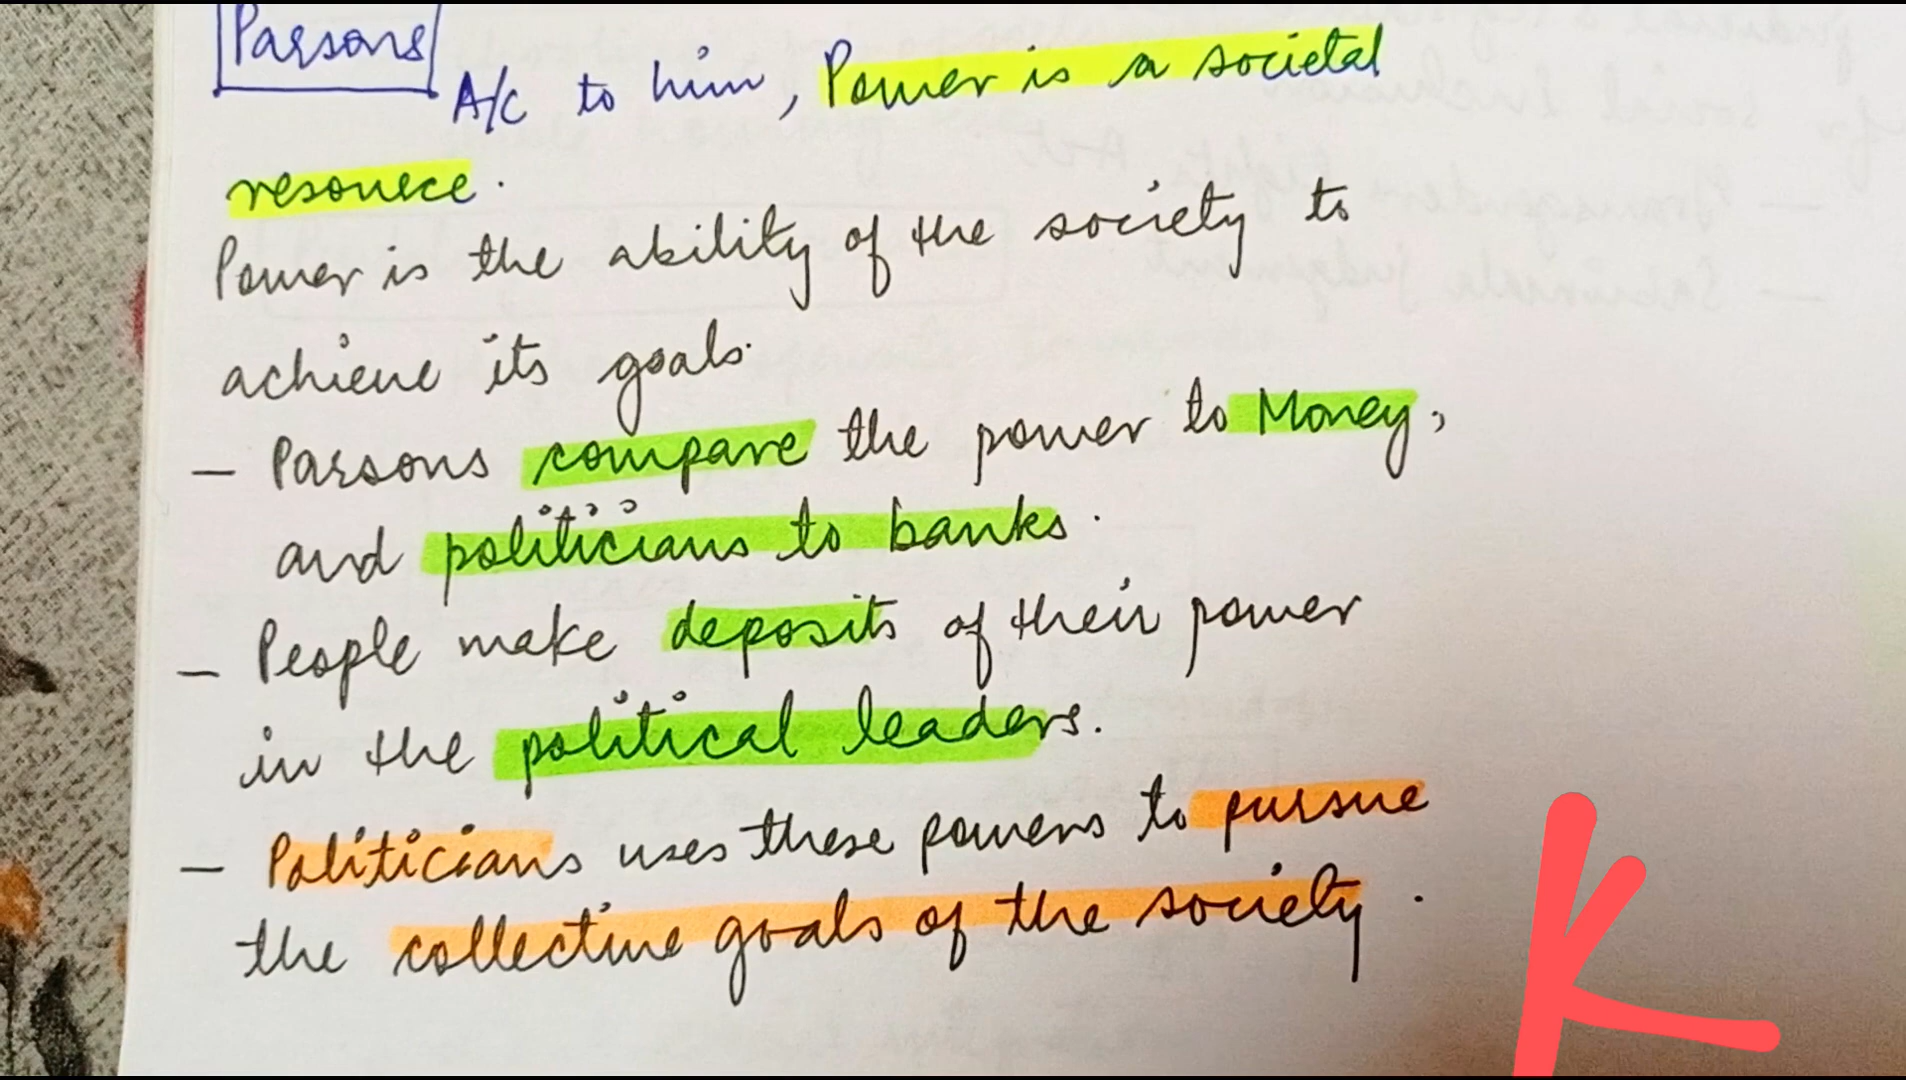 Parsons
A/c to him, Power is a societal
resource.
Power is the ability of the society to
achieve its goals.
- Parsons compare the power to Money,
and politicians to banks.
- People make deposits of their power
in the political leaders.
- Politicians uses these powers to pursue
the collective goals of the society.
K